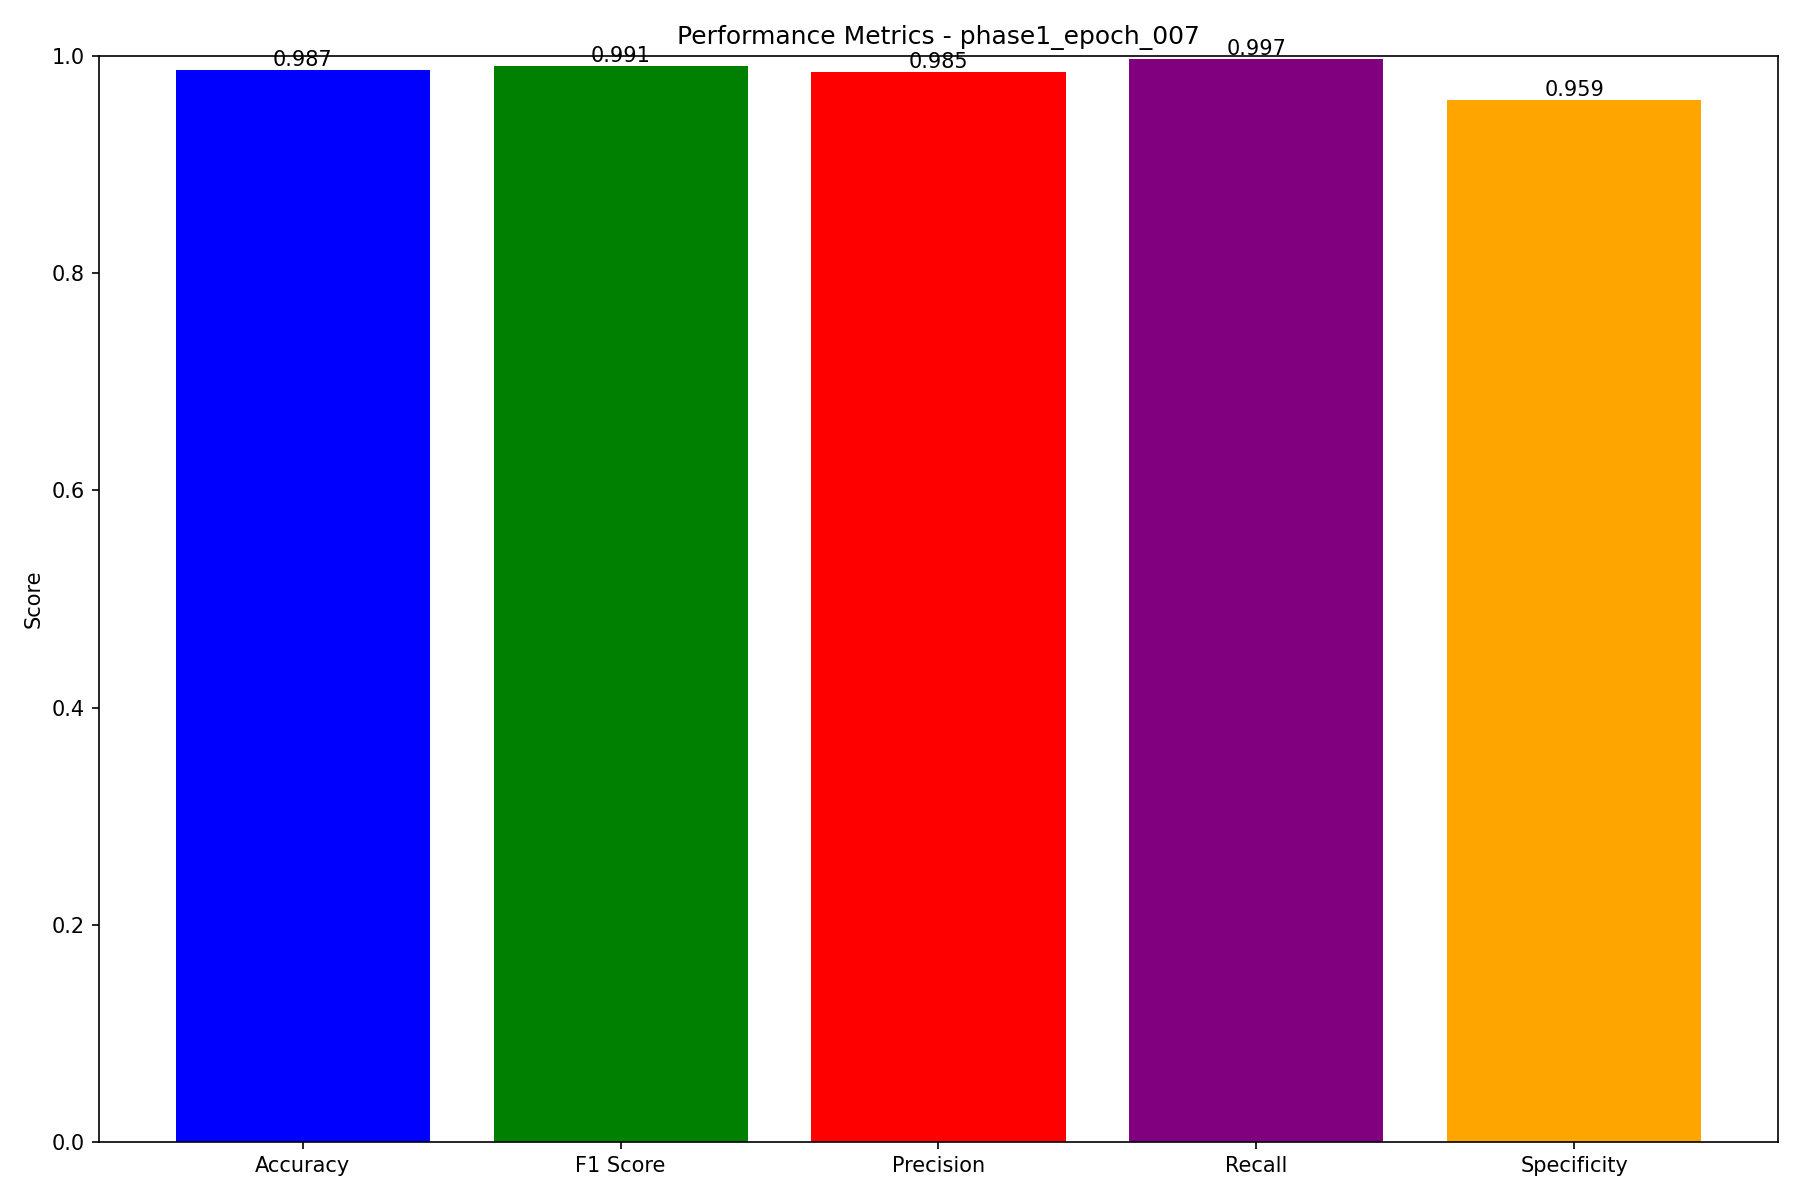 Performance Metrics - phase1_epoch_007
0.987
0.991
0.985
0.997
0.959
1.0
0.8
0.6
0.4
0.2
0.0
Score
Accuracy
F1 Score
Precision
Recall
Specificity